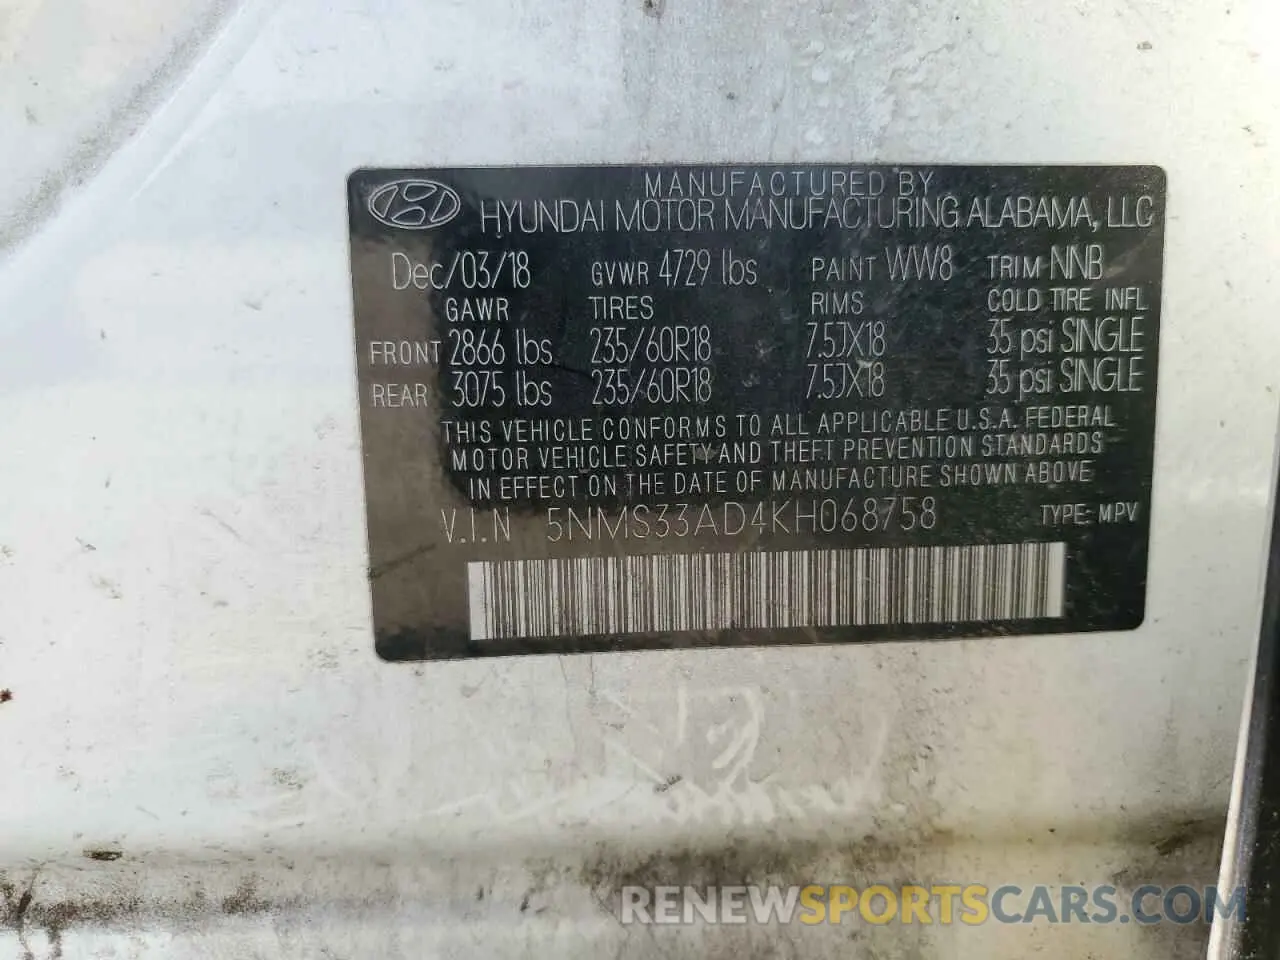 MANUFACTURED BY
HYUNDAI MOTOR MANUFACTURING ALABAMA, LLC
Dec/03/18 GVWR 4729 lbs PAINT WW8 TRIM NNB
GAWR TIRES RIMS COLD TIRE INFL
FRONT 2866 lbs 235/60R18 7.5JX18 35 psi SINGLE
REAR 3075 lbs 235/60R18 7.5JX18 35 psi SINGLE
THIS VEHICLE CONFORMS TO ALL APPLICABLE U.S.A. FEDERAL
MOTOR VEHICLE SAFETY AND THEFT PREVENTION STANDARDS
IN EFFECT ON THE DATE OF MANUFACTURE SHOWN ABOVE
V.I.N 5NMS33AD4KH068758 TYPE: MPV
RENEWSPORTSCARS.COM